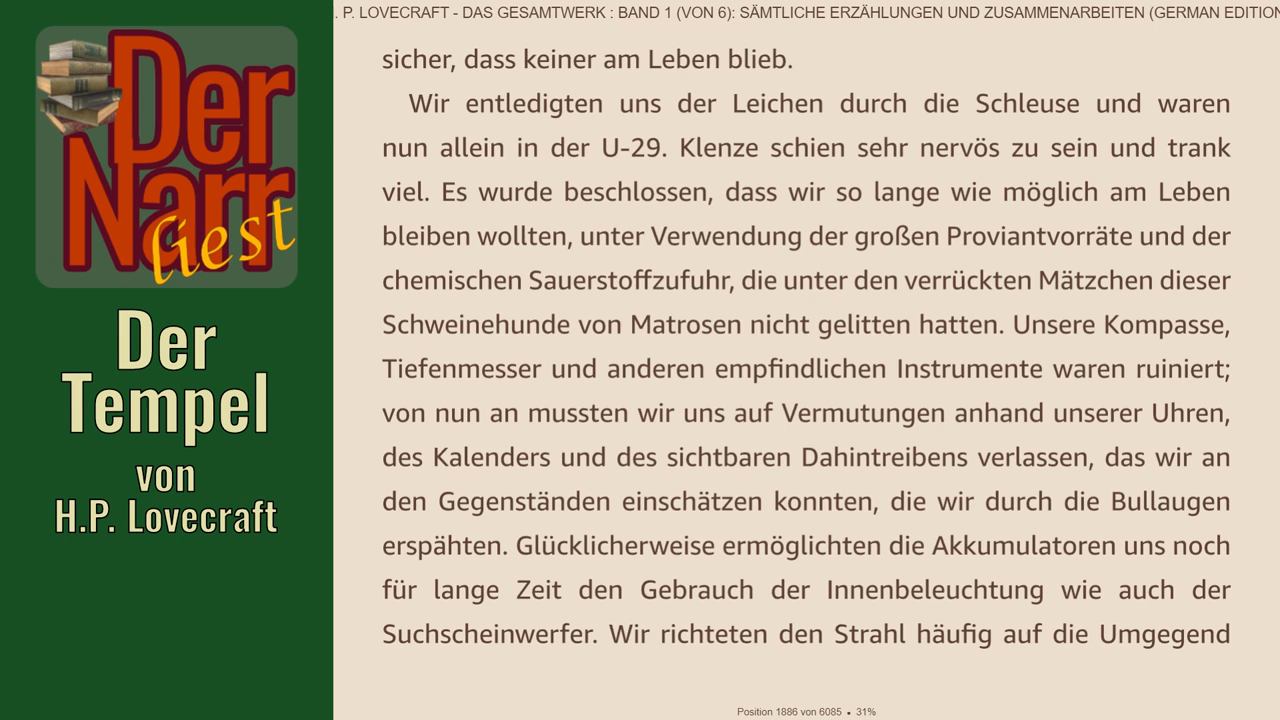 Der
Narr
liest
Der
Tempel
von
H.P. Lovecraft
. P. LOVECRAFT - DAS GESAMTWERK : BAND 1 (VON 6): SÄMTLICHE ERZÄHLUNGEN UND ZUSAMMENARBEITEN (GERMAN EDITION
sicher, dass keiner am Leben blieb.
Wir entledigten uns der Leichen durch die Schleuse und waren
nun allein in der U-29. Klenze schien sehr nervös zu sein und trank
viel. Es wurde beschlossen, dass wir so lange wie möglich am Leben
bleiben wollten, unter Verwendung der großen Proviantvorräte und der
chemischen Sauerstoffzufuhr, die unter den verrückten Mätzchen dieser
Schweinehunde von Matrosen nicht gelitten hatten. Unsere Kompasse,
Tiefenmesser und anderen empfindlichen Instrumente waren ruiniert;
von nun an mussten wir uns auf Vermutungen anhand unserer Uhren,
des Kalenders und des sichtbaren Dahintreibens verlassen, das wir an
den Gegenständen einschätzen konnten, die wir durch die Bullaugen
erspähten. Glücklicherweise ermöglichten die Akkumulatoren uns noch
für lange Zeit den Gebrauch der Innenbeleuchtung wie auch der
Suchscheinwerfer. Wir richteten den Strahl häufig auf die Umgegend
Position 1886 von 6085 • 31%